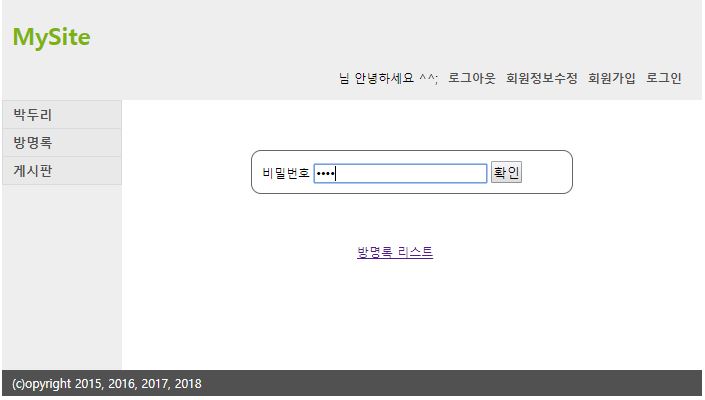 MySite
님 안녕하세요 ^^; 로그아웃 회원정보수정 회원가입 로그인
박두리
방명록
게시판
비밀번호 •••• 확인
방명록 리스트
(c)opyright 2015, 2016, 2017, 2018